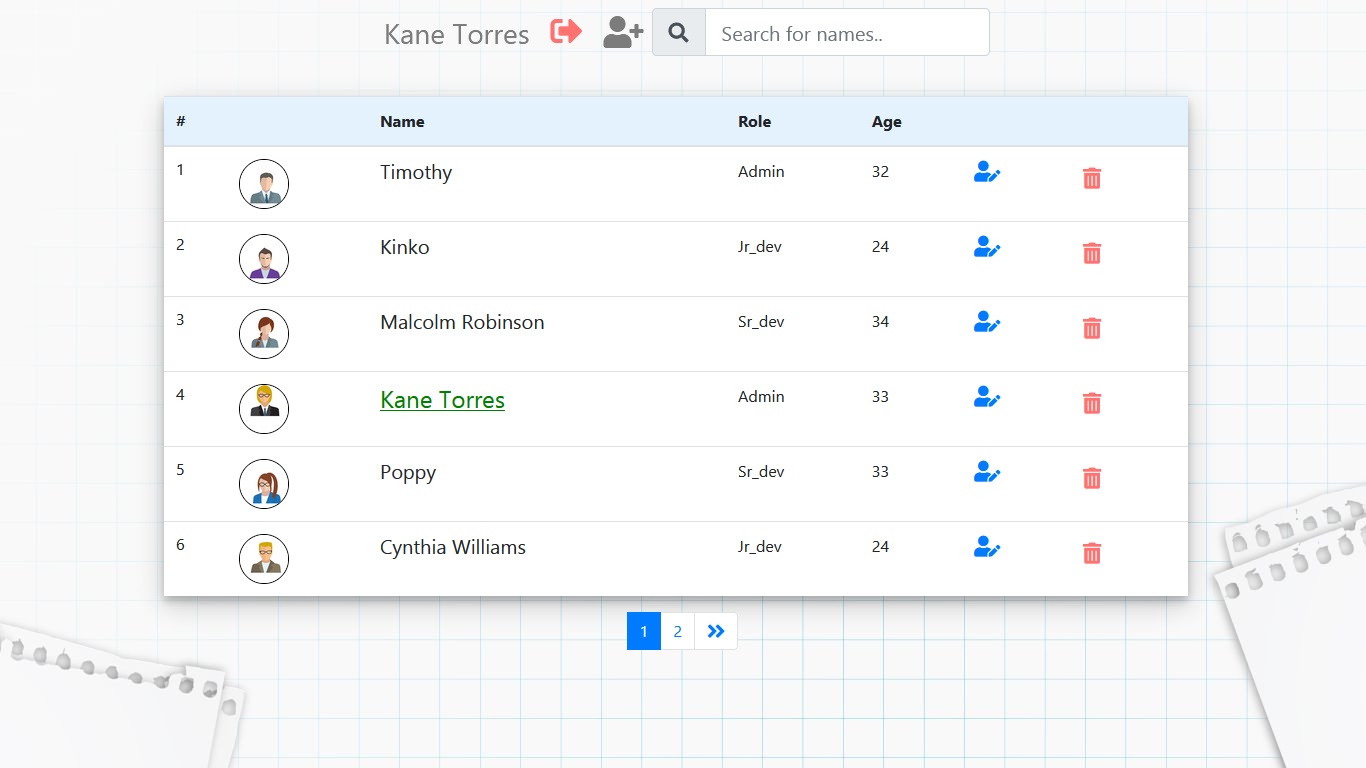 Kane Torres Search for names..
# Name Role Age
1 Timothy Admin 32
2 Kinko Jr_dev 24
3 Malcolm Robinson Sr_dev 34
4 Kane Torres Admin 33
5 Poppy Sr_dev 33
6 Cynthia Williams Jr_dev 24
1 2